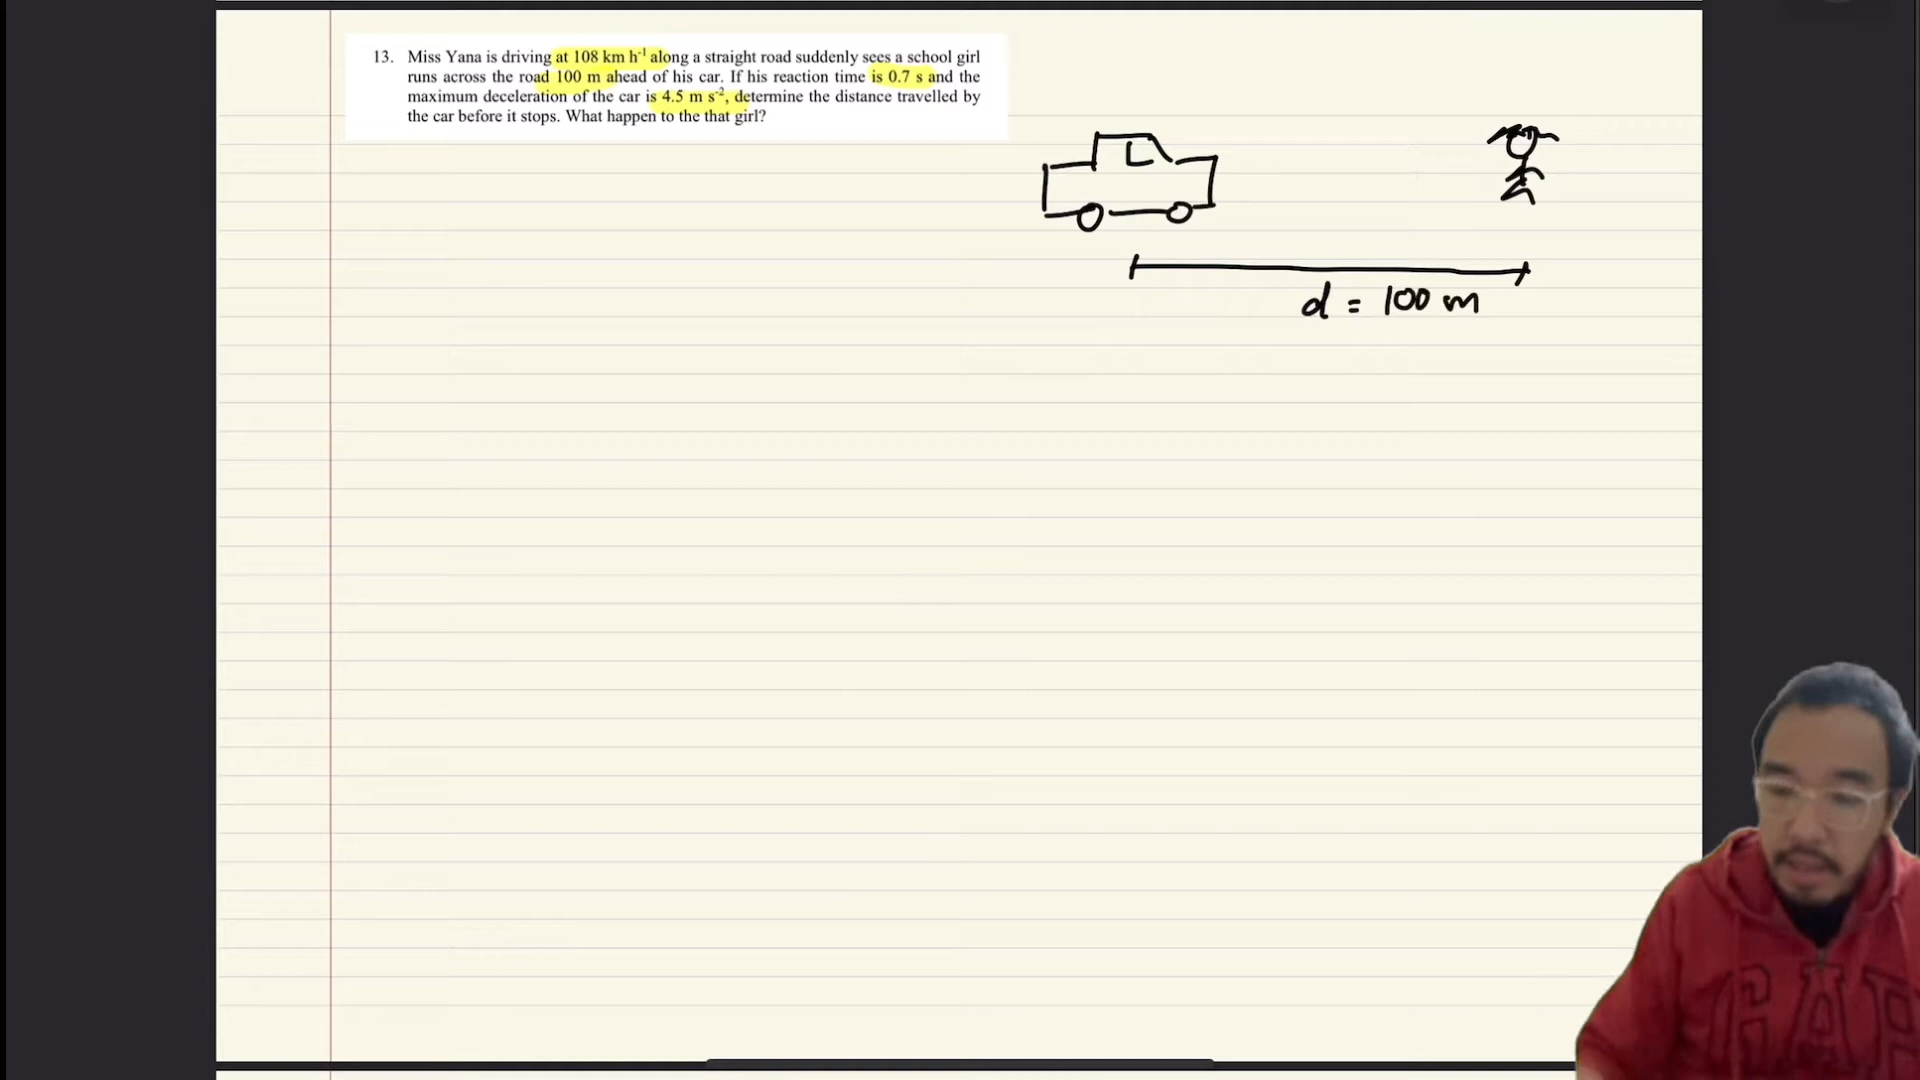 13. Miss Yana is driving at 108 km h⁻¹ along a straight road suddenly sees a school girl
runs across the road 100 m ahead of his car. If his reaction time is 0.7 s and the
maximum deceleration of the car is 4.5 m s⁻², determine the distance travelled by
the car before it stops. What happen to the that girl?
d = 100 m
GAP